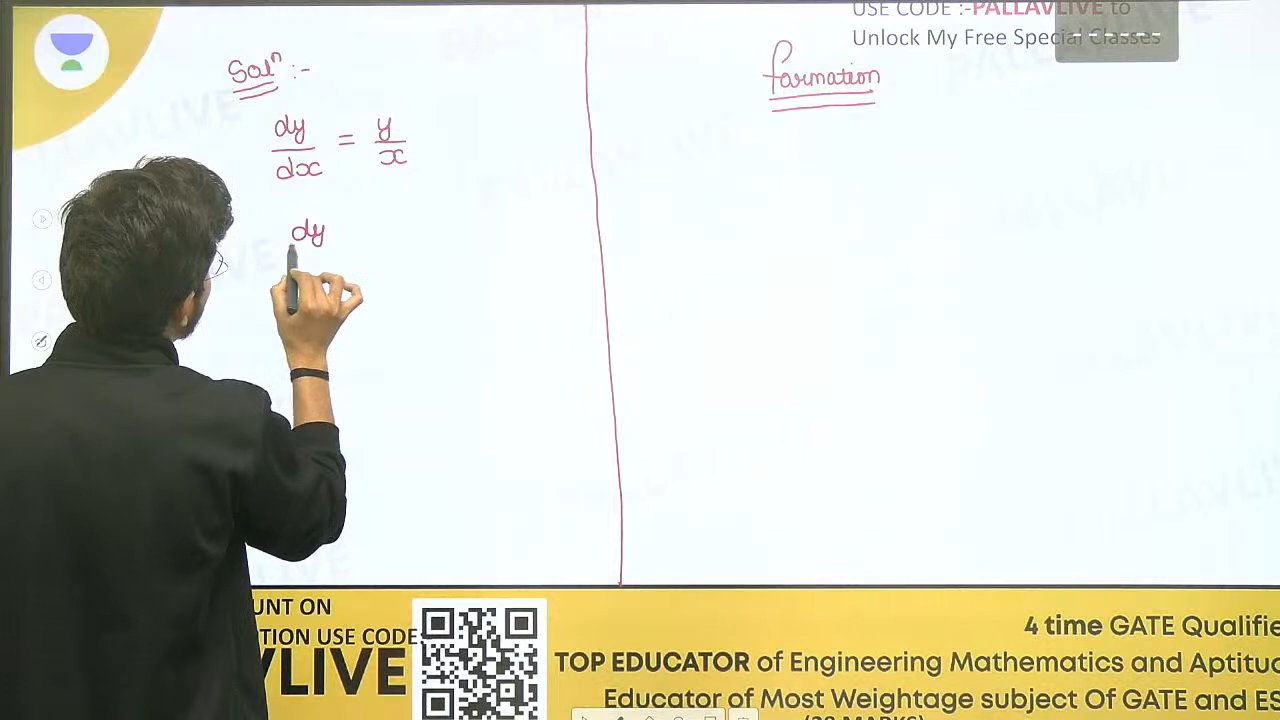 USE CODE :-PALLAVLIVE to
Unlock My Free Special Classes
Solⁿ :-
dy/dx = y/x
dy
formation
UNT ON
TION USE CODE:
VLIVE
4 time GATE Qualifie
TOP EDUCATOR of Engineering Mathematics and Aptitud
Educator of Most Weightage subject Of GATE and ES